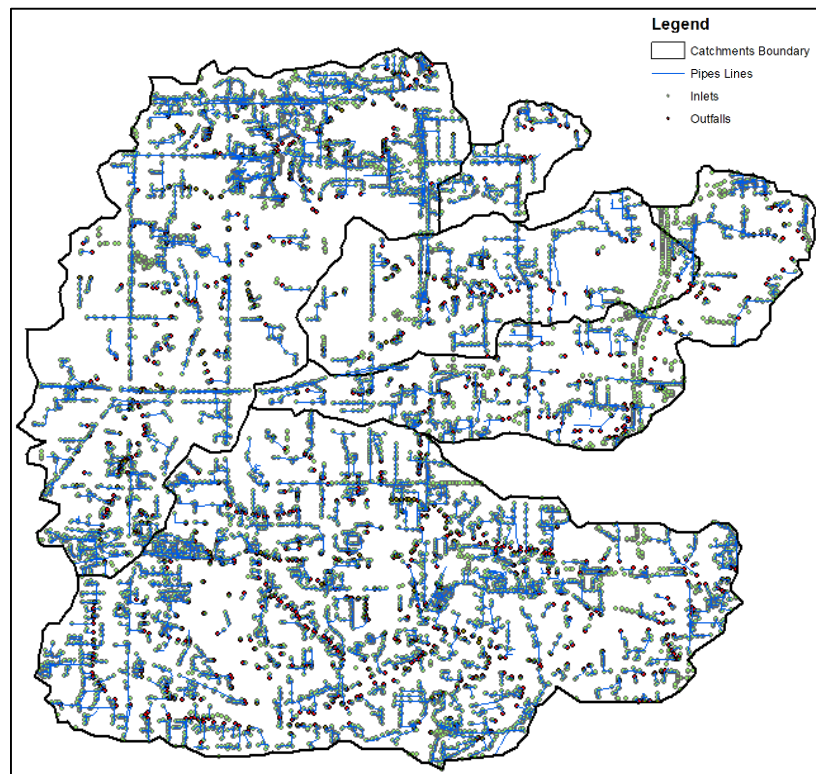 Legend
Catchments Boundary
Pipes Lines
Inlets
Outfalls